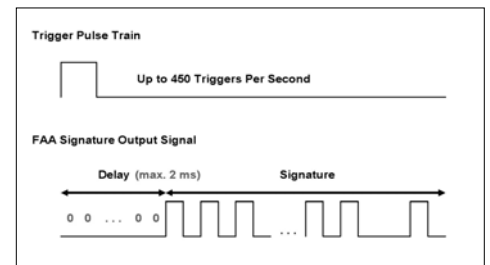 Trigger Pulse Train
Up to 450 Triggers Per Second
FAA Signature Output Signal
Delay (max. 2 ms) Signature
0 0 ... 0 0 ...